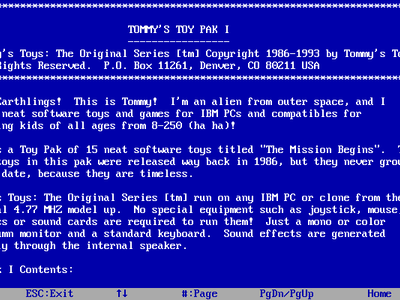 *****************************************************
TOMMY'S TOY PAK I
------------------
y's Toys: The Original Series [tm] Copyright 1986-1993 by Tommy's To
Rights Reserved.  P.O. Box 11261, Denver, CO 80211 USA
*****************************************************
Earthlings!  This is Tommy!  I'm an alien from outer space, and I
neat software toys and games for IBM PCs and compatibles for
ng kids of all ages from 8-250 (ha ha)!
a Toy Pak of 15 neat software toys titled "The Mission Begins".  T
toys in this pak were released way back in 1986, but they never grow
date, because they are timeless.
Toys: The Original Series [tm] run on any IBM PC or clone from the
al 4.77 MHZ model up.  No special equipment such as joystick, mouse,
cs or sound cards are required to run them!  Just a mono or color
umn monitor and a standard keyboard.  Sound effects are generated
ly through the internal speaker.
k I Contents:
ESC:Exit ↑↓ #:Page PgDn/PgUp Home